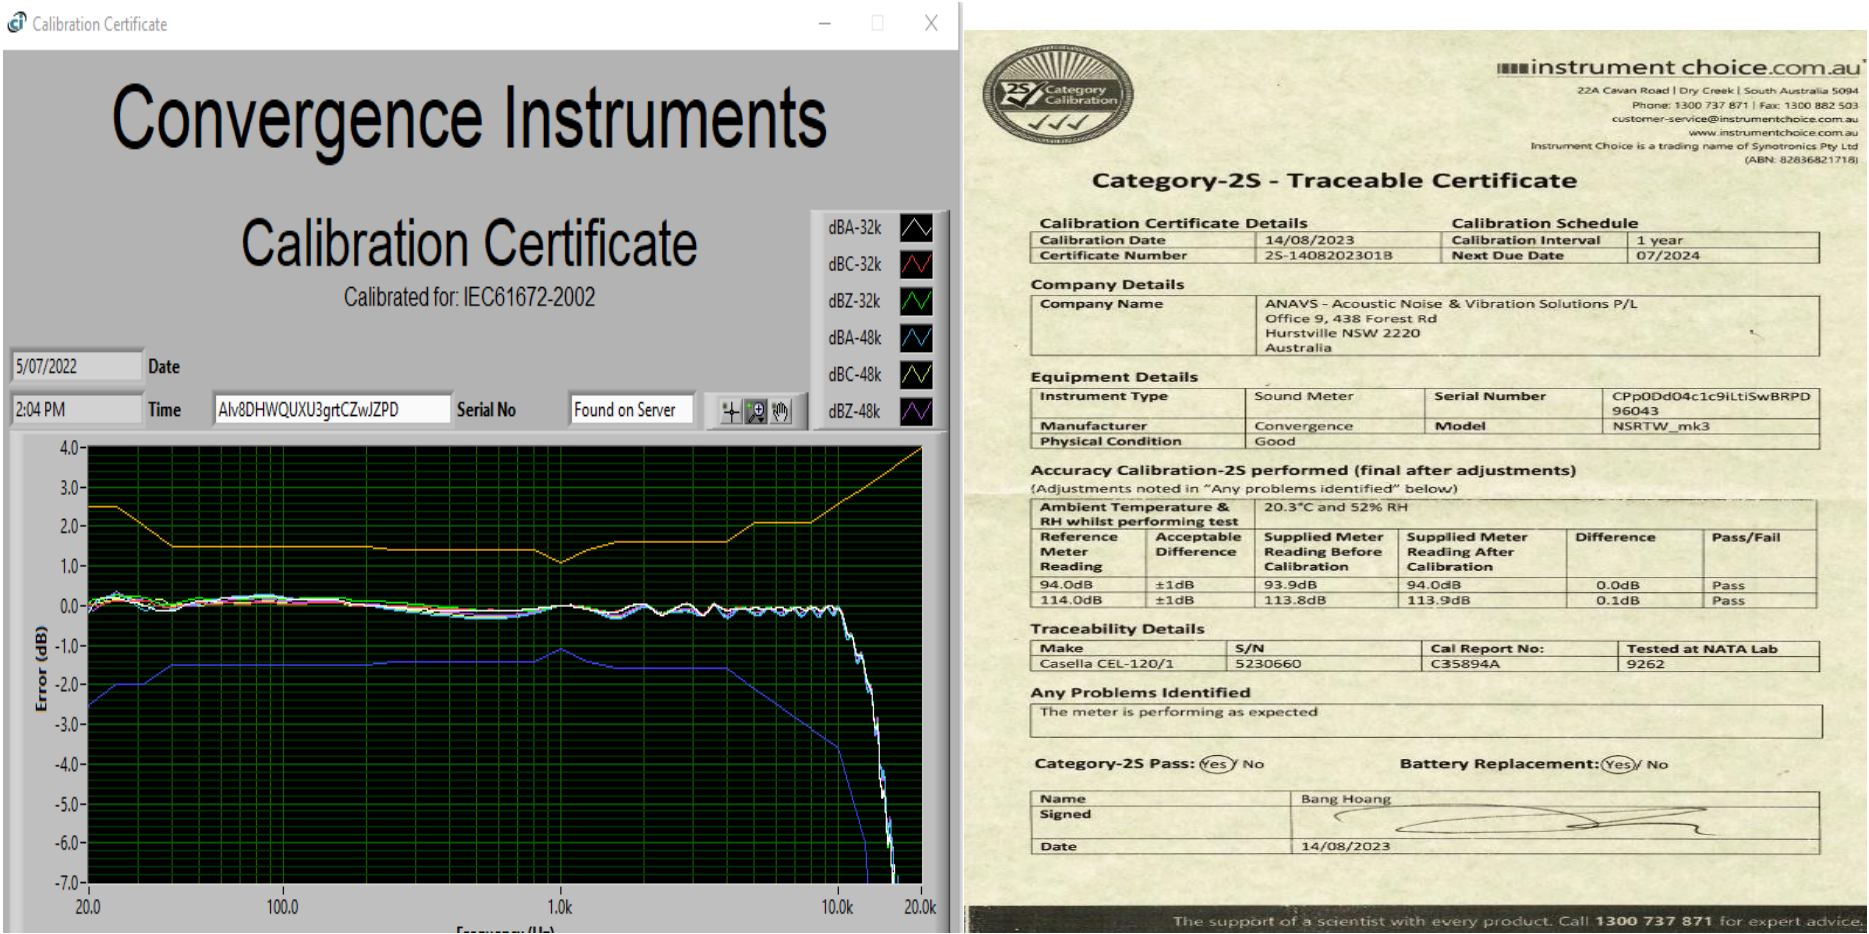 Calibration Certificate
Convergence Instruments
Calibration Certificate
Calibrated for: IEC61672-2002
5/07/2022 Date
2:04 PM Time AIv8DHWQUXU3grtCZwJZPD Serial No Found on Server
dBA-32k
dBC-32k
dBZ-32k
dBA-48k
dBC-48k
dBZ-48k
4.0
3.0
2.0
1.0
0.0
-1.0
-2.0
-3.0
-4.0
-5.0
-6.0
-7.0
Error (dB)
20.0 100.0 1.0k 10.0k 20.0k
Frequency (Hz)
2S Category
Calibration
instrument choice.com.au
22A Cavan Road | Dry Creek | South Australia 5094
Phone: 1300 737 871 | Fax: 1300 882 503
customer-service@instrumentchoice.com.au
www.instrumentchoice.com.au
Instrument Choice is a trading name of Synotronics Pty Ltd
(ABN: 82836821718)
Category-2S - Traceable Certificate
Calibration Certificate Details Calibration Schedule
Calibration Date 14/08/2023 Calibration Interval 1 year
Certificate Number 2S-1408202301B Next Due Date 07/2024
Company Details
Company Name ANAVS - Acoustic Noise & Vibration Solutions P/L
Office 9, 438 Forest Rd
Hurstville NSW 2220
Australia
Equipment Details
Instrument Type Sound Meter Serial Number CPp0Dd04c1c9iLtiSwBRPD
96043
Manufacturer Convergence Model NSRTW_mk3
Physical Condition Good
Accuracy Calibration-2S performed (final after adjustments)
(Adjustments noted in "Any problems identified" below)
Ambient Temperature & 20.3°C and 52% RH
RH whilst performing test
Reference Acceptable Supplied Meter Supplied Meter Difference Pass/Fail
Meter Difference Reading Before Reading After
Reading Calibration Calibration
94.0dB ±1dB 93.9dB 94.0dB 0.0dB Pass
114.0dB ±1dB 113.8dB 113.9dB 0.1dB Pass
Traceability Details
Make S/N Cal Report No: Tested at NATA Lab
Casella CEL-120/1 5230660 C35894A 9262
Any Problems Identified
The meter is performing as expected
Category-2S Pass: Yes / No Battery Replacement: Yes / No
Name Bang Hoang
Signed
Date 14/08/2023
The support of a scientist with every product. Call 1300 737 871 for expert advice.